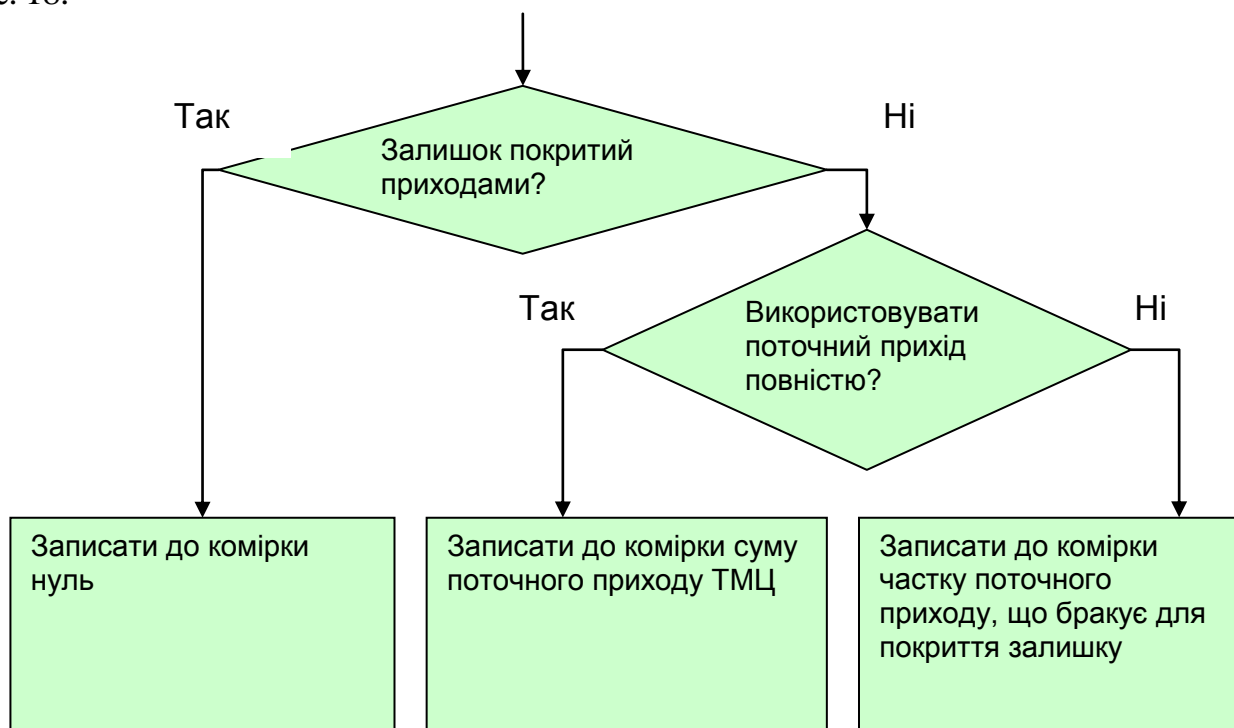 с. 18.
Так
Ні
Залишок покритий
приходами?
Так
Ні
Використовувати
поточний прихід
повністю?
Записати до комірки
нуль
Записати до комірки суму
поточного приходу ТМЦ
Записати до комірки
частку поточного
приходу, що бракує для
покриття залишку